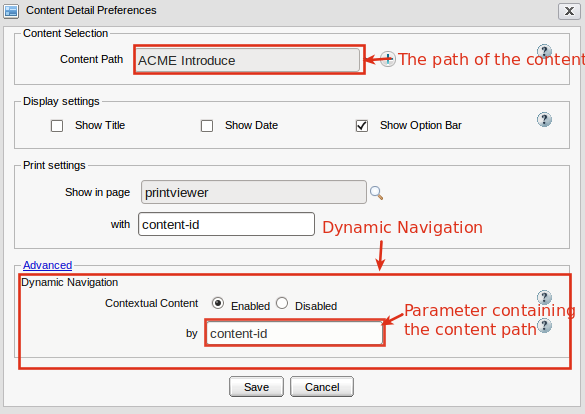 Content Detail Preferences
Content Selection
Content Path ACME Introduce The path of the content
Display settings
Show Title Show Date Show Option Bar
Print settings
Show in page printviewer
with content-id
Dynamic Navigation
Advanced
Dynamic Navigation
Contextual Content Enabled Disabled
Parameter containing
by content-id the content path
Save Cancel